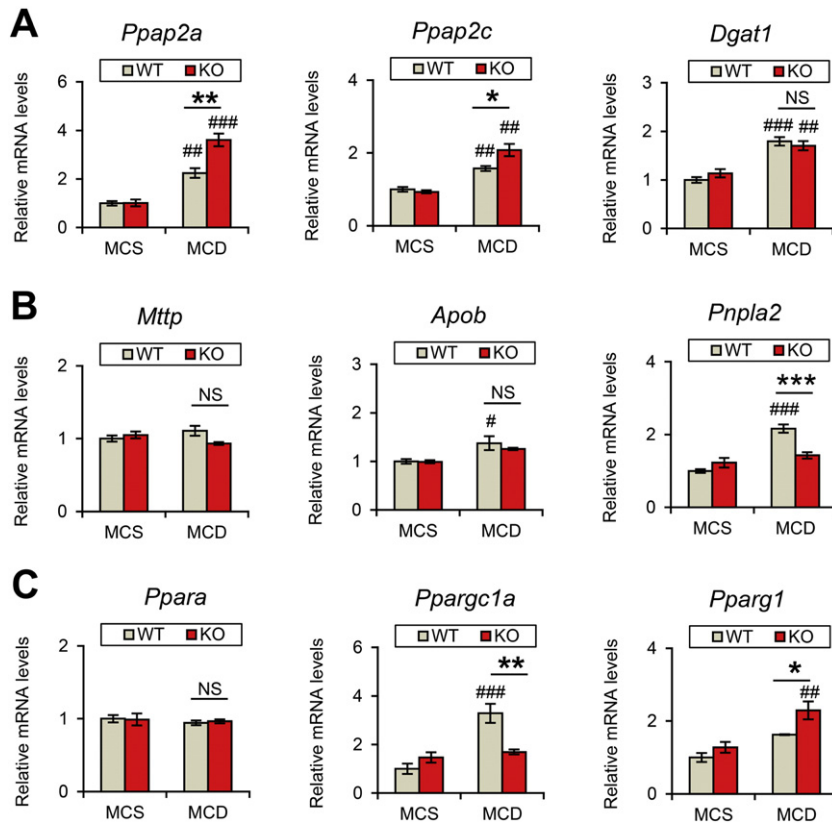 A
Ppap2a
Ppap2c
Dgat1
WT KO
WT KO
WT KO
Relative mRNA levels
6
4
2
0
**
##
###
MCS MCD
Relative mRNA levels
4
2
0
*
##
##
MCS MCD
Relative mRNA levels
3
2
1
0
NS
###
##
MCS MCD
B
Mttp
Apob
Pnpla2
WT KO
WT KO
WT KO
Relative mRNA levels
2
1
0
NS
MCS MCD
Relative mRNA levels
3
2
1
0
NS
#
MCS MCD
Relative mRNA levels
4
2
0
***
###
MCS MCD
C
Ppara
Ppargc1a
Pparg1
WT KO
WT KO
WT KO
Relative mRNA levels
2
1
0
NS
MCS MCD
Relative mRNA levels
6
4
2
0
**
###
MCS MCD
Relative mRNA levels
4
2
0
*
##
MCS MCD